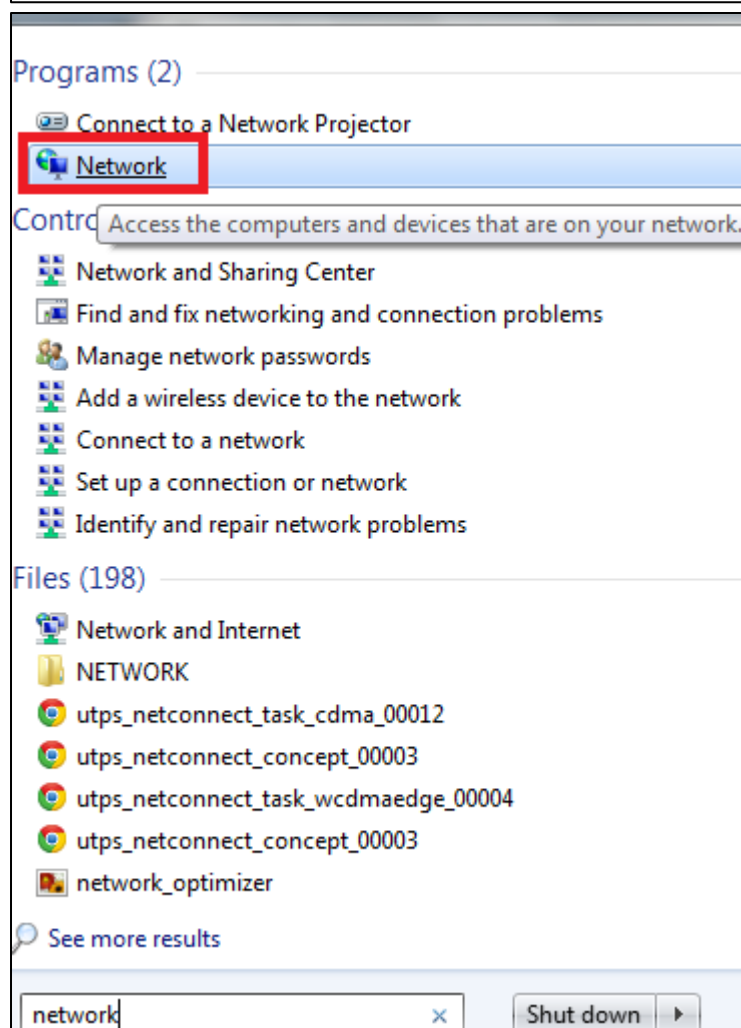 Programs (2)
Connect to a Network Projector
Network
Contro
Access the computers and devices that are on your network.
Network and Sharing Center
Find and fix networking and connection problems
Manage network passwords
Add a wireless device to the network
Connect to a network
Set up a connection or network
Identify and repair network problems
Files (198)
Network and Internet
NETWORK
utps_netconnect_task_cdma_00012
utps_netconnect_concept_00003
utps_netconnect_task_wcdmaedge_00004
utps_netconnect_concept_00003
network_optimizer
See more results
network
Shut down